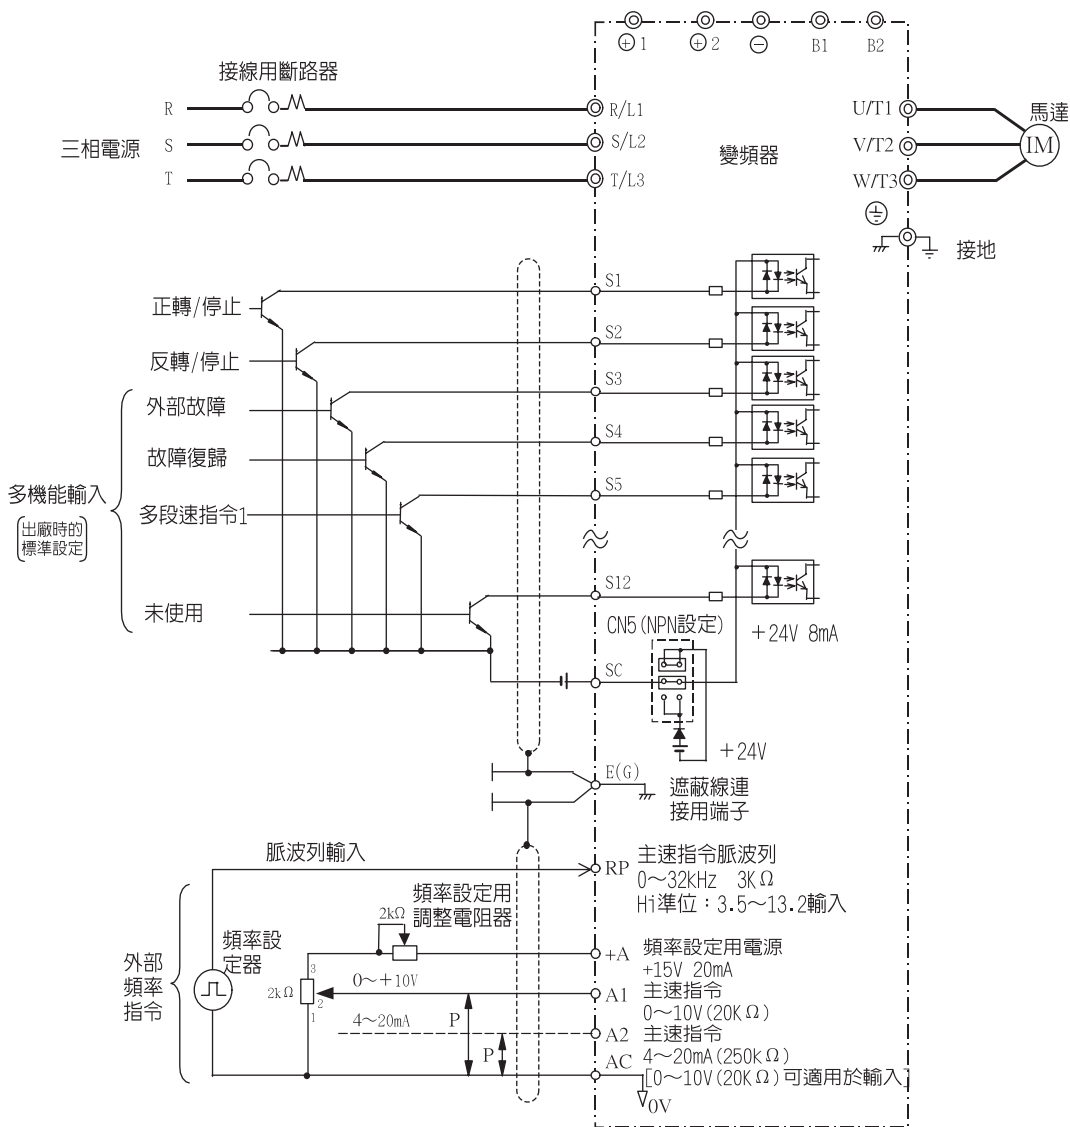 ⊕1
⊕2
⊖
B1
B2
接線用斷路器
R
R/L1
U/T1
馬達
三相電源
S
S/L2
變頻器
V/T2
IM
T
T/L3
W/T3
接地
正轉/停止
S1
反轉/停止
S2
外部故障
S3
故障復歸
S4
多機能輸入
出廠時的
標準設定
多段速指令1
S5
未使用
S12
CN5(NPN設定)
+24V 8mA
SC
+24V
E(G)
遮蔽線連
接用端子
脈波列輸入
RP
主速指令脈波列
0~32kHz 3KΩ
Hi準位：3.5~13.2輸入
外部
頻率
指令
頻率設
定器
2kΩ
頻率設定用
調整電阻器
+A
頻率設定用電源
+15V 20mA
3
2kΩ
2
1
0~+10V
A1
主速指令
0~10V(20KΩ)
4~20mA
P
A2
主速指令
4~20mA(250kΩ)
P
AC
[0~10V(20KΩ)可適用於輸入]
0V